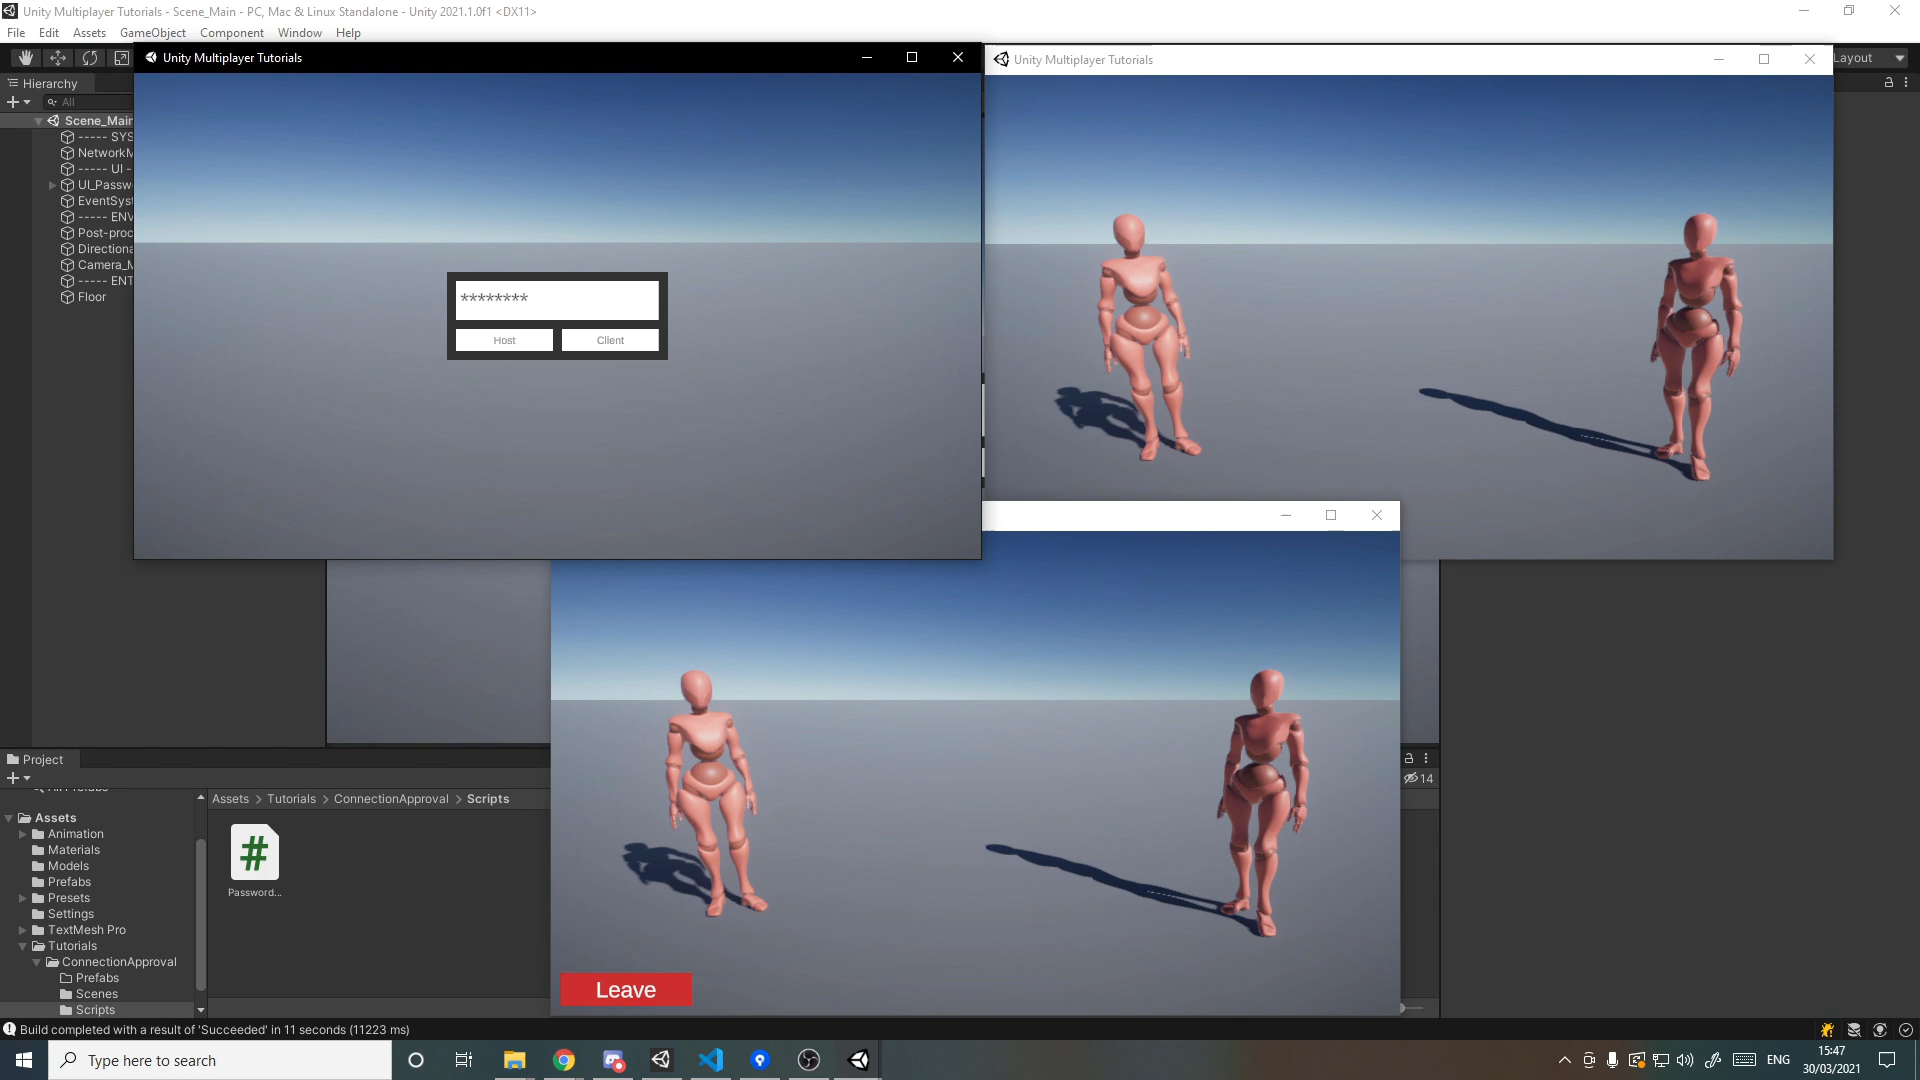 Unity Multiplayer Tutorials - Scene_Main - PC, Mac & Linux Standalone - Unity 2021.1.0f1 <DX11>
File Edit Assets GameObject Component Window Help
Unity Multiplayer Tutorials
Unity Multiplayer Tutorials
Layout
Hierarchy
All
Scene_Main
----- SYS
NetworkM
----- UI -
UI_Passw
EventSyst
----- ENV
Post-proc
Directiona
Camera_M
----- ENT
Floor
********
Host Client
Leave
Project
14
Assets > Tutorials > ConnectionApproval > Scripts
Assets
Animation
Materials
Models
Prefabs
Presets
Settings
TextMesh Pro
Tutorials
ConnectionApproval
Prefabs
Scenes
Scripts
Password...
Build completed with a result of 'Succeeded' in 11 seconds (11223 ms)
Type here to search
ENG
15:47
30/03/2021